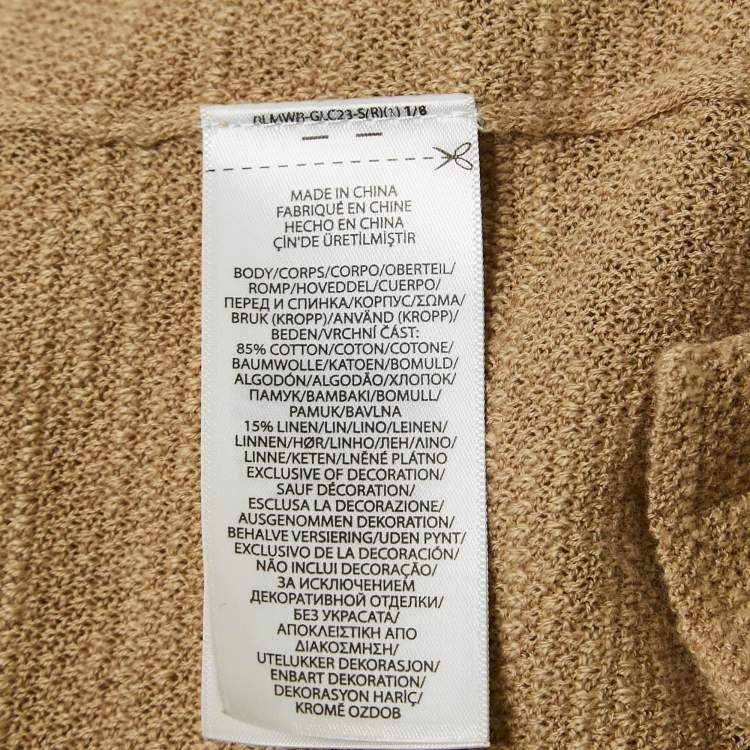 RLMWR-GLC23-S(R)(A) 1/8
MADE IN CHINA
FABRIQUÉ EN CHINE
HECHO EN CHINA
ÇİN'DE ÜRETİLMİŞTİR
BODY/CORPS/CORPO/OBERTEIL/
ROMP/HOVEDDEL/CUERPO/
ПЕРЕД И СПИНКА/КОРПУС/ΣΩΜΑ/
BRUK (KROPP)/ANVÄND (KROPP)/
BEDEN/VRCHNÍ ČÁST:
85% COTTON/COTON/COTONE/
BAUMWOLLE/KATOEN/BOMULD/
ALGODÓN/ALGODÃO/ХЛОПОК/
ПАМУК/ΒΑΜΒΑΚΙ/BOMULL/
PAMUK/BAVLNA
15% LINEN/LIN/LINO/LEINEN/
LINNEN/HØR/LINHO/ЛЕН/ΛΙΝΟ/
LINNE/KETEN/LNĚNÉ PLÁTNO
EXCLUSIVE OF DECORATION/
SAUF DÉCORATION/
ESCLUSA LA DECORAZIONE/
AUSGENOMMEN DEKORATION/
BEHALVE VERSIERING/UDEN PYNT/
EXCLUSIVO DE LA DECORACIÓN/
NÃO INCLUI DECORAÇÃO/
ЗА ИСКЛЮЧЕНИЕМ
ДЕКОРАТИВНОЙ ОТДЕЛКИ/
БЕЗ УКРАСАТА/
ΑΠΟΚΛΕΙΣΤΙΚΗ ΑΠΟ
ΔΙΑΚΟΣΜΗΣΗ/
UTELUKKER DEKORASJON/
ENBART DEKORATION/
DEKORASYON HARİÇ/
KROMĚ OZDOB